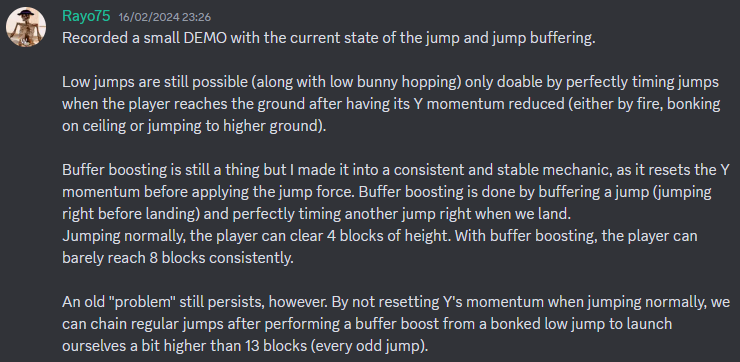 Rayo75 16/02/2024 23:26
Recorded a small DEMO with the current state of the jump and jump buffering.
Low jumps are still possible (along with low bunny hopping) only doable by perfectly timing jumps
when the player reaches the ground after having its Y momentum reduced (either by fire, bonking
on ceiling or jumping to higher ground).
Buffer boosting is still a thing but I made it into a consistent and stable mechanic, as it resets the Y
momentum before applying the jump force. Buffer boosting is done by buffering a jump (jumping
right before landing) and perfectly timing another jump right when we land.
Jumping normally, the player can clear 4 blocks of height. With buffer boosting, the player can
barely reach 8 blocks consistently.
An old "problem" still persists, however. By not resetting Y's momentum when jumping normally, we
can chain regular jumps after performing a buffer boost from a bonked low jump to launch
ourselves a bit higher than 13 blocks (every odd jump).